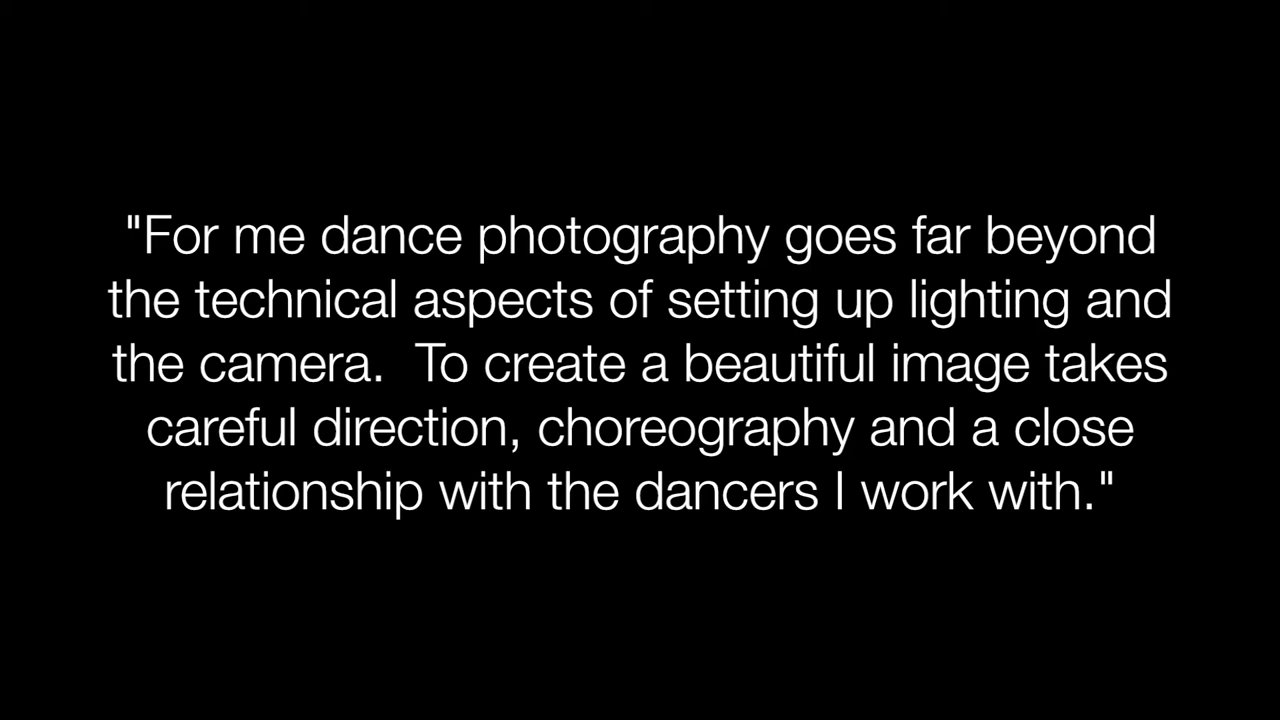 "For me dance photography goes far beyond
the technical aspects of setting up lighting and
the camera.  To create a beautiful image takes
careful direction, choreography and a close
relationship with the dancers I work with."